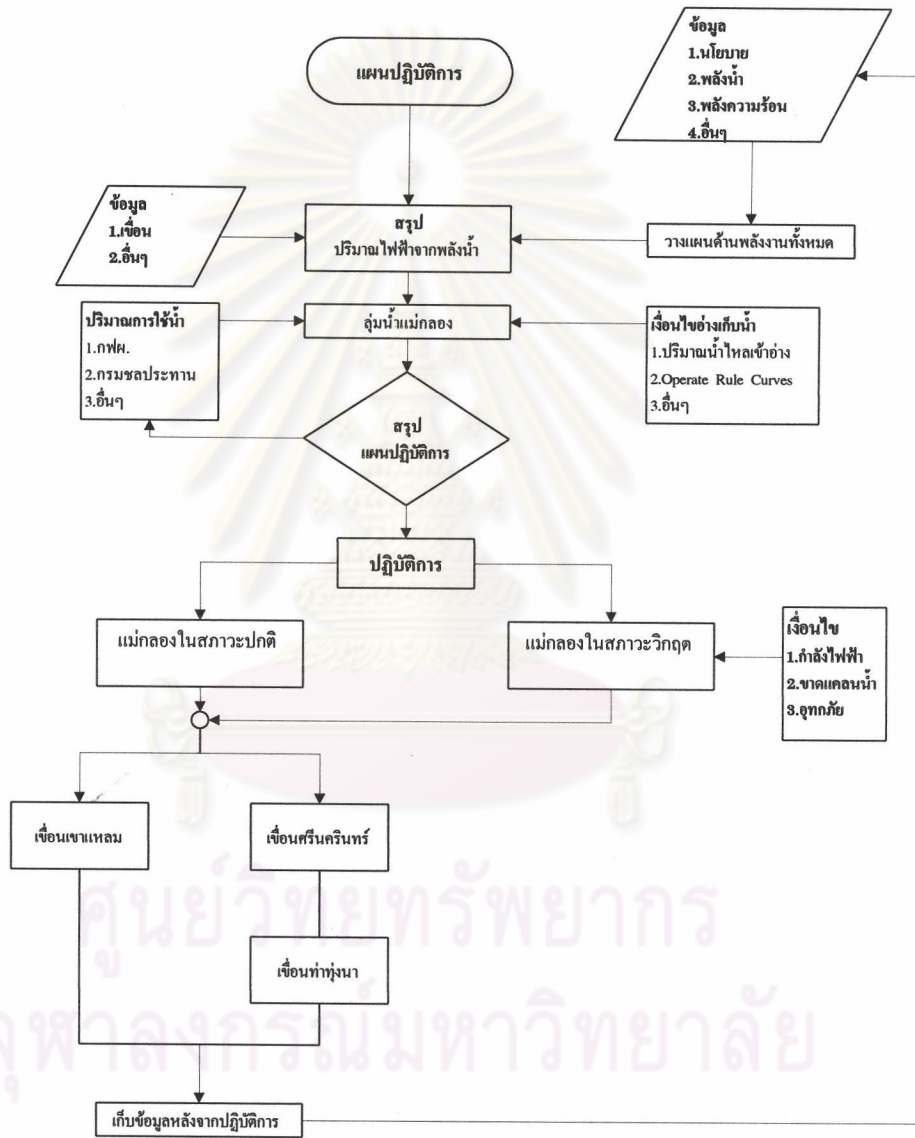 แผนปฏิบัติการ
ข้อมูล
1.นโยบาย
2.พลังน้ำ
3.พลังความร้อน
4.อื่นๆ
ข้อมูล
1.เขื่อน
2.อื่นๆ
สรุป
ปริมาณไฟฟ้าจากพลังน้ำ
วางแผนด้านพลังงานทั้งหมด
ปริมาณการใช้น้ำ
1.กฟผ.
2.กรมชลประทาน
3.อื่นๆ
ลุ่มน้ำแม่กลอง
เงื่อนไขอ่างเก็บน้ำ
1.ปริมาณน้ำไหลเข้าอ่าง
2.Operate Rule Curves
3.อื่นๆ
สรุป
แผนปฏิบัติการ
ปฏิบัติการ
แม่กลองในสภาวะปกติ
แม่กลองในสภาวะวิกฤต
เงื่อนไข
1.กำลังไฟฟ้า
2.ขาดแคลนน้ำ
3.อุทกภัย
เขื่อนเขาแหลม
เขื่อนศรีนครินทร์
เขื่อนท่าทุ่งนา
ศูนย์วิทยทรัพยากร
จุฬาลงกรณ์มหาวิทยาลัย
เก็บข้อมูลหลังจากปฏิบัติการ